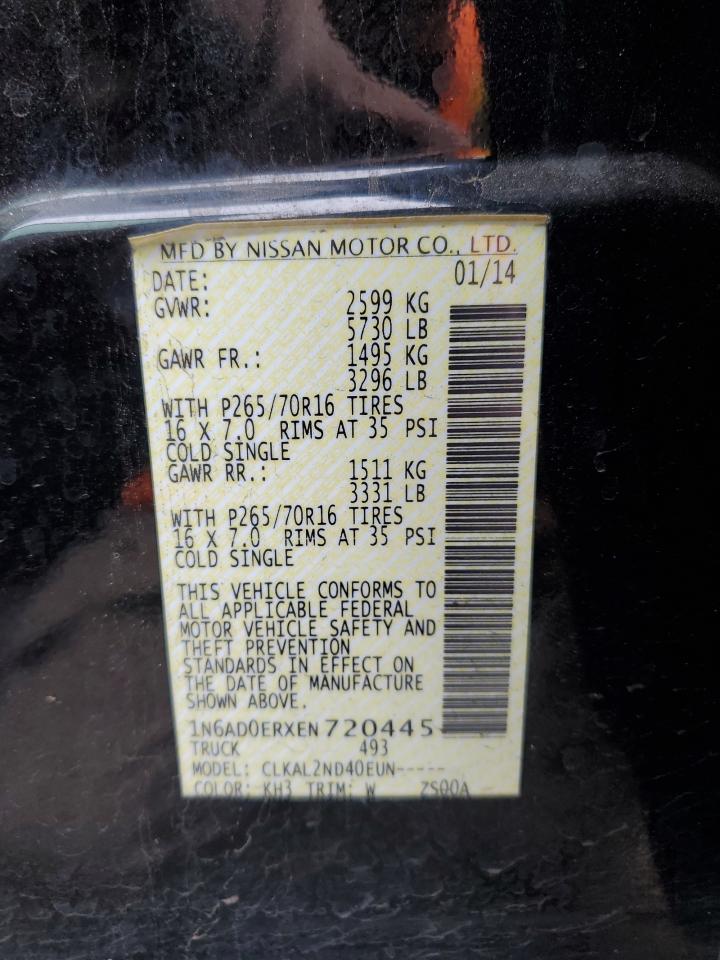 MFD BY NISSAN MOTOR CO., LTD.
DATE: 01/14
GVWR: 2599 KG
5730 LB
GAWR FR.: 1495 KG
3296 LB
WITH P265/70R16 TIRES
16 X 7.0 RIMS AT 35 PSI
COLD SINGLE
GAWR RR.: 1511 KG
3331 LB
WITH P265/70R16 TIRES
16 X 7.0 RIMS AT 35 PSI
COLD SINGLE
THIS VEHICLE CONFORMS TO
ALL APPLICABLE FEDERAL
MOTOR VEHICLE SAFETY AND
THEFT PREVENTION
STANDARDS IN EFFECT ON
THE DATE OF MANUFACTURE
SHOWN ABOVE.
1N6AD0ERXEN720445
TRUCK 493
MODEL: CLKAL2ND40EUN-----
COLOR: KH3 TRIM: W ZS00A